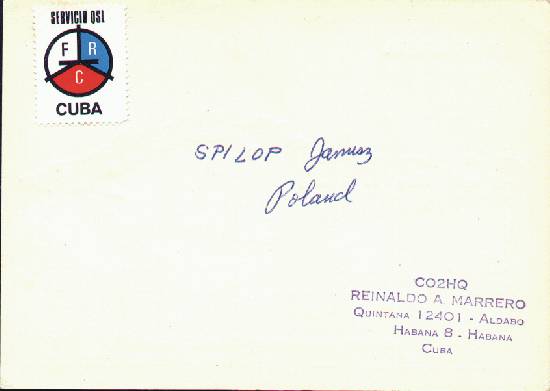 SERVICIO QSL
F R
C
CUBA
SP1LOP Janusz
Poland
CO2HQ
REINALDO A. MARRERO
QUINTANA 12401 - ALDABO
HABANA 8 - HABANA
CUBA